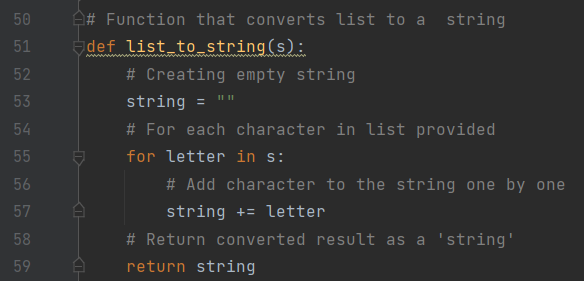 50 # Function that converts list to a  string
51 def list_to_string(s):
52     # Creating empty string
53     string = ""
54     # For each character in list provided
55     for letter in s:
56         # Add character to the string one by one
57         string += letter
58     # Return converted result as a 'string'
59     return string